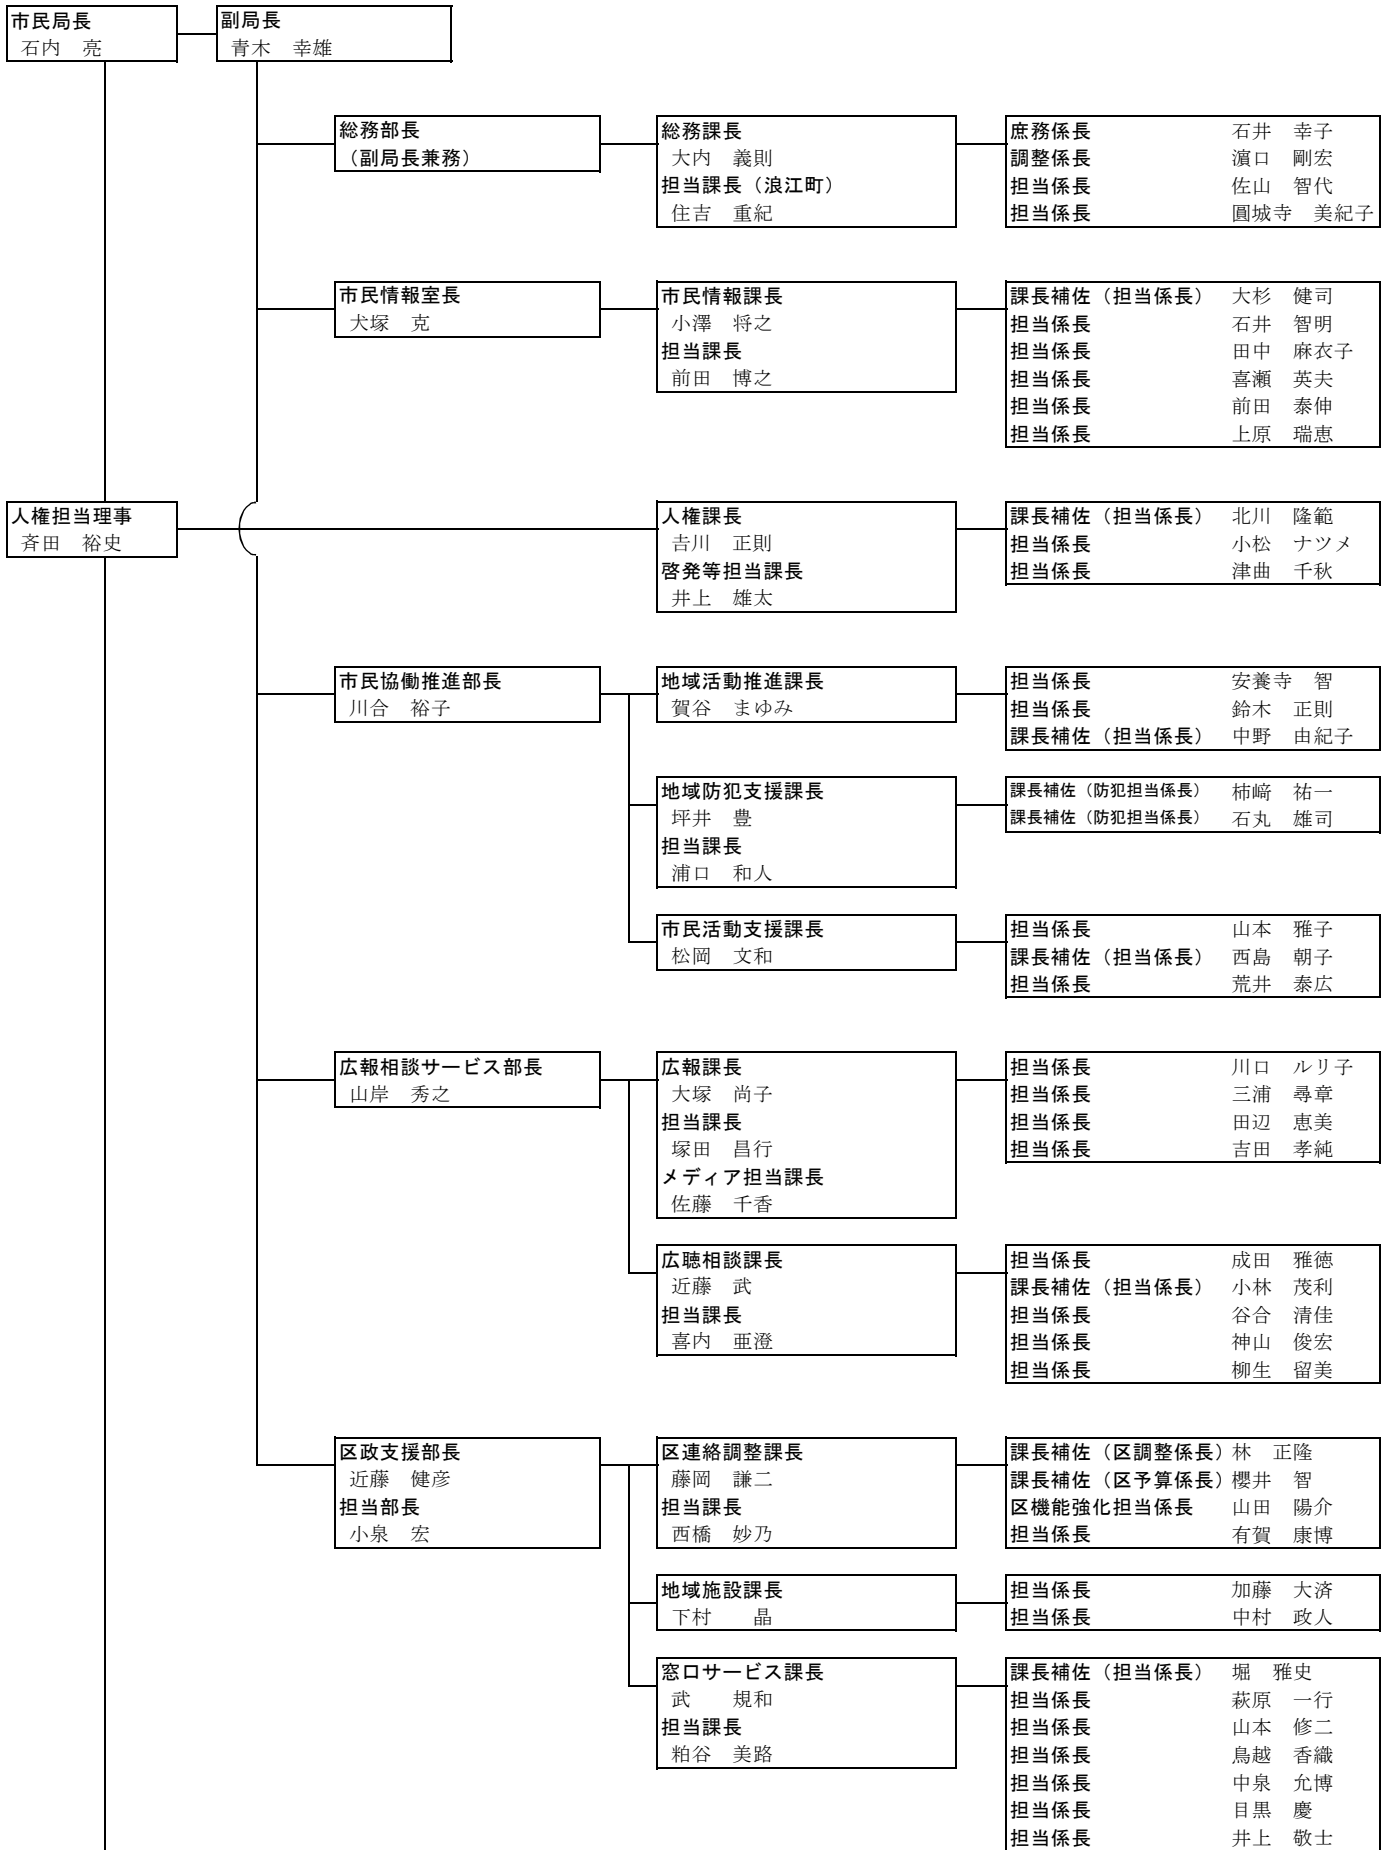 市民局長
石内 亮
副局長
青木 幸雄
総務部長
（副局長兼務）
総務課長
大内 義則
担当課長（浪江町）
住吉 重紀
庶務係長 石井 幸子
調整係長 濵口 剛宏
担当係長 佐山 智代
担当係長 圓城寺 美紀子
市民情報室長
犬塚 克
市民情報課長
小澤 将之
担当課長
前田 博之
課長補佐（担当係長） 大杉 健司
担当係長 石井 智明
担当係長 田中 麻衣子
担当係長 喜瀬 英夫
担当係長 前田 泰伸
担当係長 上原 瑞恵
人権担当理事
斉田 裕史
人権課長
𠮷川 正則
啓発等担当課長
井上 雄太
課長補佐（担当係長） 北川 隆範
担当係長 小松 ナツメ
担当係長 津曲 千秋
市民協働推進部長
川合 裕子
地域活動推進課長
賀谷 まゆみ
担当係長 安養寺 智
担当係長 鈴木 正則
課長補佐（担当係長） 中野 由紀子
地域防犯支援課長
坪井 豊
担当課長
浦口 和人
課長補佐（防犯担当係長） 柿﨑 祐一
課長補佐（防犯担当係長） 石丸 雄司
市民活動支援課長
松岡 文和
担当係長 山本 雅子
課長補佐（担当係長） 西島 朝子
担当係長 荒井 泰広
広報相談サービス部長
山岸 秀之
広報課長
大塚 尚子
担当課長
塚田 昌行
メディア担当課長
佐藤 千香
担当係長 川口 ルリ子
担当係長 三浦 尋章
担当係長 田辺 恵美
担当係長 吉田 孝純
広聴相談課長
近藤 武
担当課長
喜内 亜澄
担当係長 成田 雅徳
課長補佐（担当係長） 小林 茂利
担当係長 谷合 清佳
担当係長 神山 俊宏
担当係長 柳生 留美
区政支援部長
近藤 健彦
担当部長
小泉 宏
区連絡調整課長
藤岡 謙二
担当課長
西橋 妙乃
課長補佐（区調整係長） 林 正隆
課長補佐（区予算係長） 櫻井 智
区機能強化担当係長 山田 陽介
担当係長 有賀 康博
地域施設課長
下村 晶
担当係長 加藤 大済
担当係長 中村 政人
窓口サービス課長
武 規和
担当課長
粕谷 美路
課長補佐（担当係長） 堀 雅史
担当係長 萩原 一行
担当係長 山本 修二
担当係長 鳥越 香織
担当係長 中泉 允博
担当係長 目黒 慶
担当係長 井上 敬士